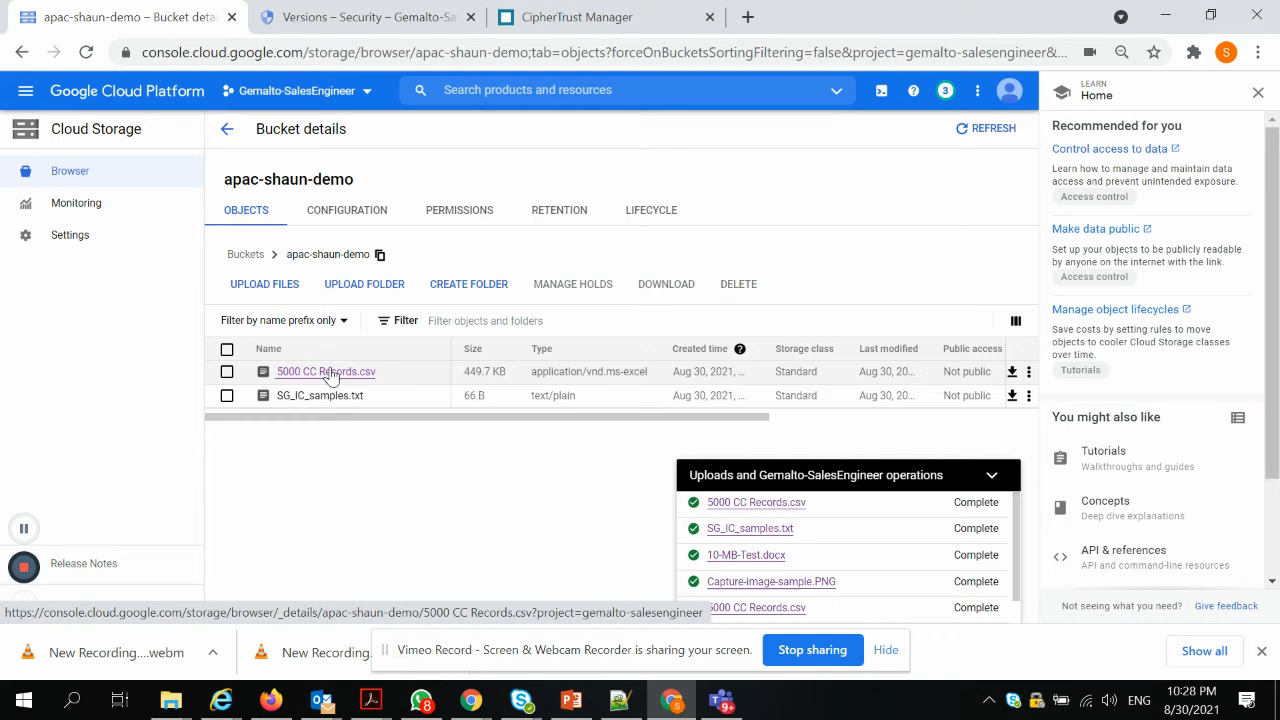 apac-shaun-demo – Bucket detai
Versions – Security – Gemalto-Sal
CipherTrust Manager
console.cloud.google.com/storage/browser/apac-shaun-demo;tab=objects?forceOnBucketsSortingFiltering=false&project=gemalto-salesengineer&...
S
Google Cloud Platform
Gemalto-SalesEngineer
Search products and resources
3
LEARN
Home
Cloud Storage
Bucket details
REFRESH
Browser
Monitoring
Settings
apac-shaun-demo
OBJECTS CONFIGURATION PERMISSIONS RETENTION LIFECYCLE
Buckets > apac-shaun-demo
UPLOAD FILES UPLOAD FOLDER CREATE FOLDER MANAGE HOLDS DOWNLOAD DELETE
Filter by name prefix only Filter Filter objects and folders
Name Size Type Created time Storage class Last modified Public access
5000 CC Records.csv 449.7 KB application/vnd.ms-excel Aug 30, 2021, ... Standard Aug 30, 20... Not public
SG_IC_samples.txt 66 B text/plain Aug 30, 2021, ... Standard Aug 30, 20... Not public
Uploads and Gemalto-SalesEngineer operations
5000 CC Records.csv Complete
SG_IC_samples.txt Complete
10-MB-Test.docx Complete
Capture-image-sample.PNG Complete
5000 CC Records.csv Complete
Recommended for you
Control access to data
Learn how to manage and maintain data
access and prevent unintended exposure.
Access control
Make data public
Set up your objects to be publicly readable
by anyone on the internet with the link.
Access control
Manage object lifecycles
Save costs by setting rules to move
objects to cooler Cloud Storage classes
over time.
Tutorials
You might also like
Tutorials
Walkthroughs and guides
Concepts
Deep dive explanations
API & references
API and command-line resources
Not seeing what you need? Give feedback
Release Notes
https://console.cloud.google.com/storage/browser/_details/apac-shaun-demo/5000 CC Records.csv?project=gemalto-salesengineer
New Recording....webm
New Recording.
Vimeo Record - Screen & Webcam Recorder is sharing your screen.
Stop sharing
Hide
Show all
8
9+
ENG
10:28 PM
8/30/2021